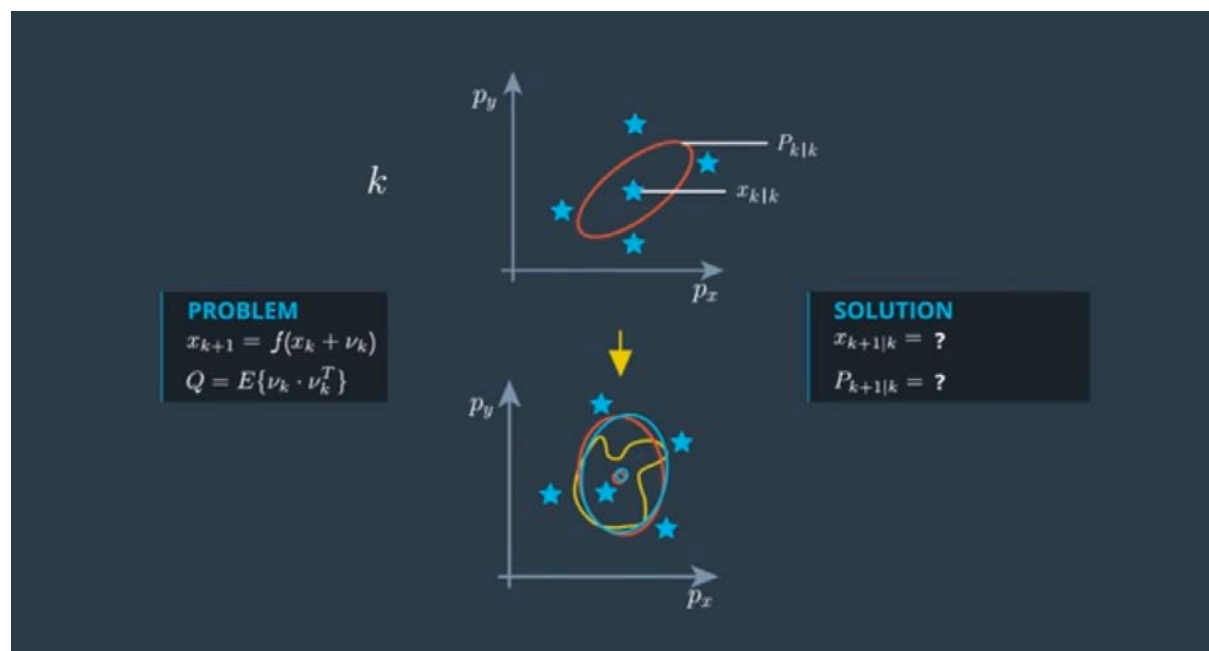 p_y
P_{k|k}
k
x_{k|k}
p_x
PROBLEM
x_{k+1} = f(x_k + ν_k)
Q = E{ν_k · ν_k^T}
SOLUTION
x_{k+1|k} = ?
P_{k+1|k} = ?
p_y
p_x